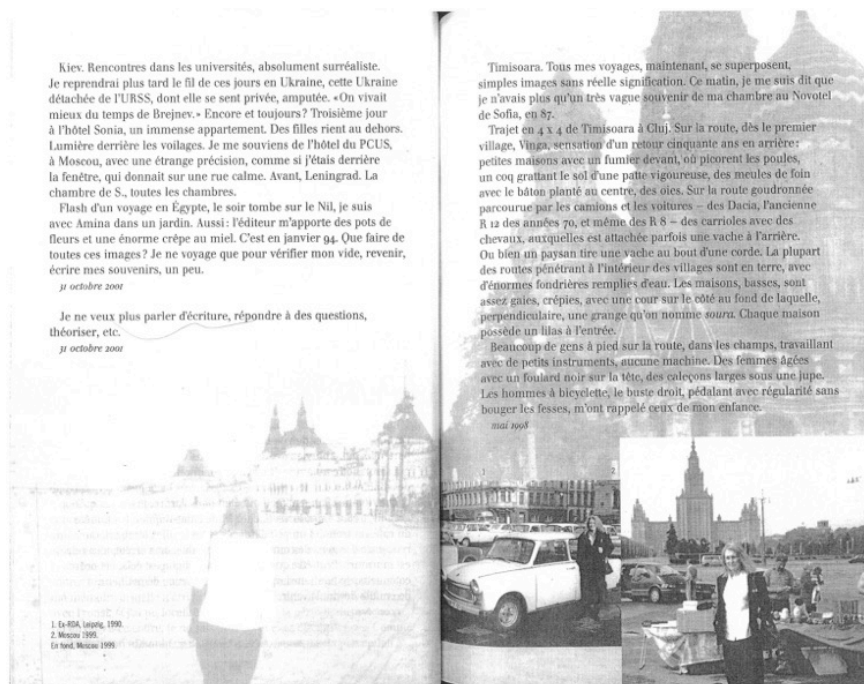 Kiev. Rencontres dans les universités, absolument surréaliste.
Je reprendrai plus tard le fil de ces jours en Ukraine, cette Ukraine
détachée de l'URSS, dont elle se sent privée, amputée. «On vivait
mieux du temps de Brejnev.» Encore et toujours? Troisième jour
à l'hôtel Sonia, un immense appartement. Des filles rient au dehors.
Lumière derrière les voilages. Je me souviens de l'hôtel du PCUS,
à Moscou, avec une étrange précision, comme si j'étais derrière
la fenêtre, qui donnait sur une rue calme. Avant, Leningrad. La
chambre de S., toutes les chambres.
Flash d'un voyage en Égypte, le soir tombe sur le Nil, je suis
avec Amina dans un jardin. Aussi : l'éditeur m'apporte des pots de
fleurs et une énorme crêpe au miel. C'est en janvier 94. Que faire de
toutes ces images? Je ne voyage que pour vérifier mon vide, revenir,
écrire mes souvenirs, un peu.
31 octobre 2001
Je ne veux plus parler d'écriture, répondre à des questions,
théoriser, etc.
31 octobre 2001
1. Ex-RDA, Leipzig, 1990.
2. Moscou 1999.
En fond, Moscou 1999.
Timisoara. Tous mes voyages, maintenant, se superposent,
simples images sans réelle signification. Ce matin, je me suis dit que
je n'avais plus qu'un très vague souvenir de ma chambre au Novotel
de Sofia, en 87.
Trajet en 4 x 4 de Timisoara à Cluj. Sur la route, dès le premier
village, Vinga, sensation d'un retour cinquante ans en arrière :
petites maisons avec un fumier devant, où picorent les poules,
un coq grattant le sol d'une patte vigoureuse, des meules de foin
avec le bâton planté au centre, des oies. Sur la route goudronnée
parcourue par les camions et les voitures – des Dacia, l'ancienne
R 12 des années 70, et même des R 8 – des carrioles avec des
chevaux, auxquelles est attachée parfois une vache à l'arrière.
Ou bien un paysan tire une vache au bout d'une corde. La plupart
des routes pénétrant à l'intérieur des villages sont en terre, avec
d'énormes fondrières remplies d'eau. Les maisons, basses, sont
assez gaies, crépies, avec une cour sur le côté au fond de laquelle,
perpendiculaire, une grange qu'on nomme soura. Chaque maison
possède un lilas à l'entrée.
Beaucoup de gens à pied sur la route, dans les champs, travaillant
avec de petits instruments, aucune machine. Des femmes âgées
avec un foulard noir sur la tête, des caleçons larges sous une jupe.
Les hommes à bicyclette, le buste droit, pédalant avec régularité sans
bouger les fesses, m'ont rappelé ceux de mon enfance.
mai 1998
1
2